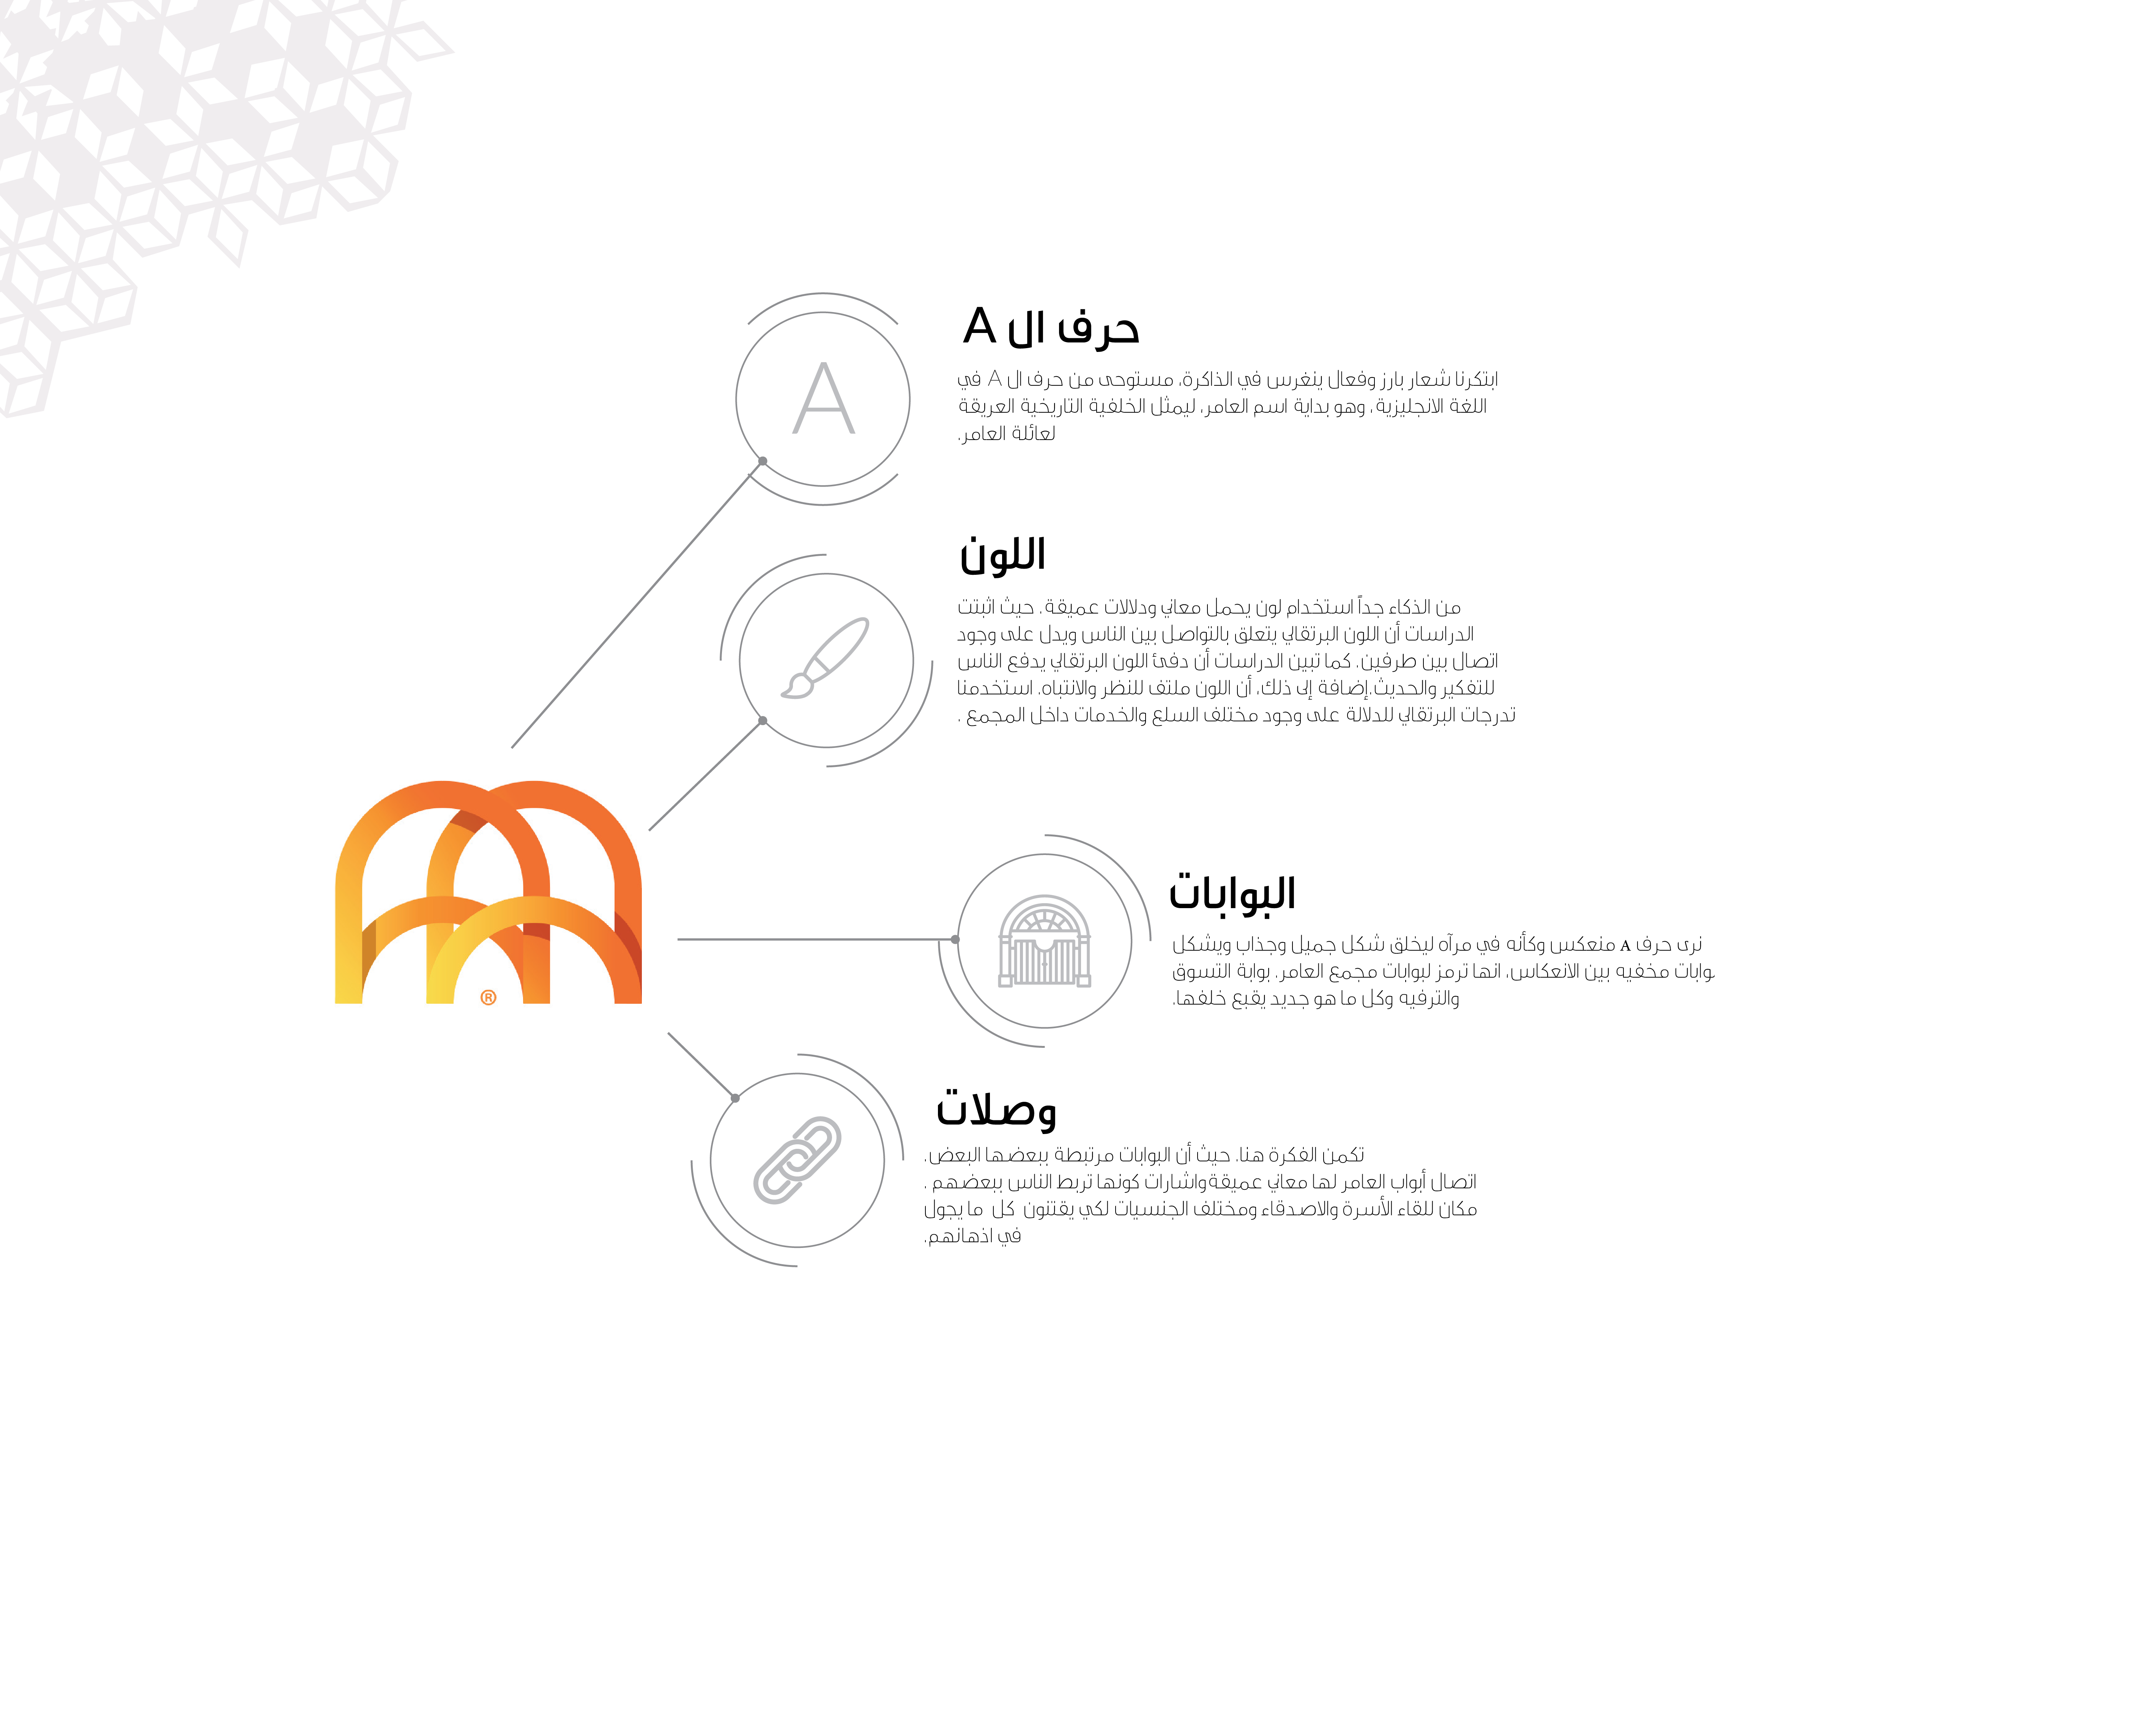 حرف ال A
A
ابتكرنا شعار بارز وفعال ينغرس في الذاكرة، مستوحى من حرف ال A في
اللغة الانجليزية، وهو بداية اسم العامر، ليمثل الخلفية التاريخية العريقة
لعائلة العامر.
اللون
من الذكاء جداً استخدام لون يحمل معاني ودلالات عميقة، حيث اثبتت
الدراسات أن اللون البرتقالي يتعلق بالتواصل بين الناس ويدل على وجود
اتصال بين طرفين، كما تبين الدراسات أن دفئ اللون البرتقالي يدفع الناس
للتفكير والحديث.إضافة إلى ذلك، أن اللون ملتف للنظر والانتباه. استخدمنا
تدرجات البرتقالي للدلالة على وجود مختلف السلع والخدمات داخل المجمع .
البوابات
نرى حرف A منعكس وكأنه في مرآه ليخلق شكل جميل وجذاب ويشكل
بوابات مخفيه بين الانعكاس، انها ترمز لبوابات مجمع العامر، بوابة التسوق
والترفيه وكل ما هو جديد يقبع خلفها.
®
وصلات
تكمن الفكرة هنا، حيث أن البوابات مرتبطة ببعضها البعض.
اتصال أبواب العامر لها معاني عميقة واشارات كونها تربط الناس ببعضهم .
مكان للقاء الأسرة والاصدقاء ومختلف الجنسيات لكي يقتنون كل ما يجول
في اذهانهم.